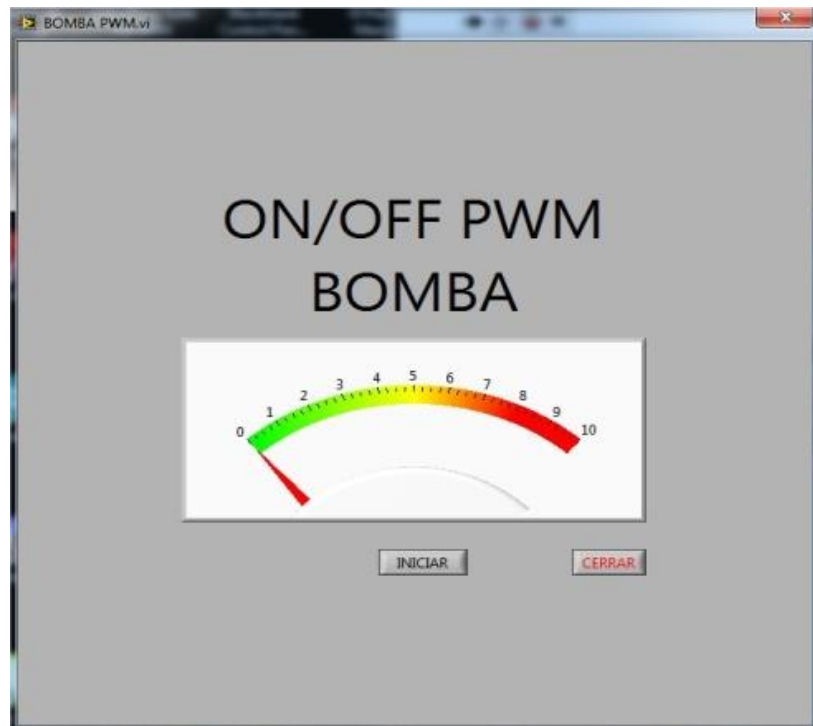 BOMBA PWM.vi
ON/OFF PWM
BOMBA
0 1 2 3 4 5 6 7 8 9 10
INICIAR
CERRAR